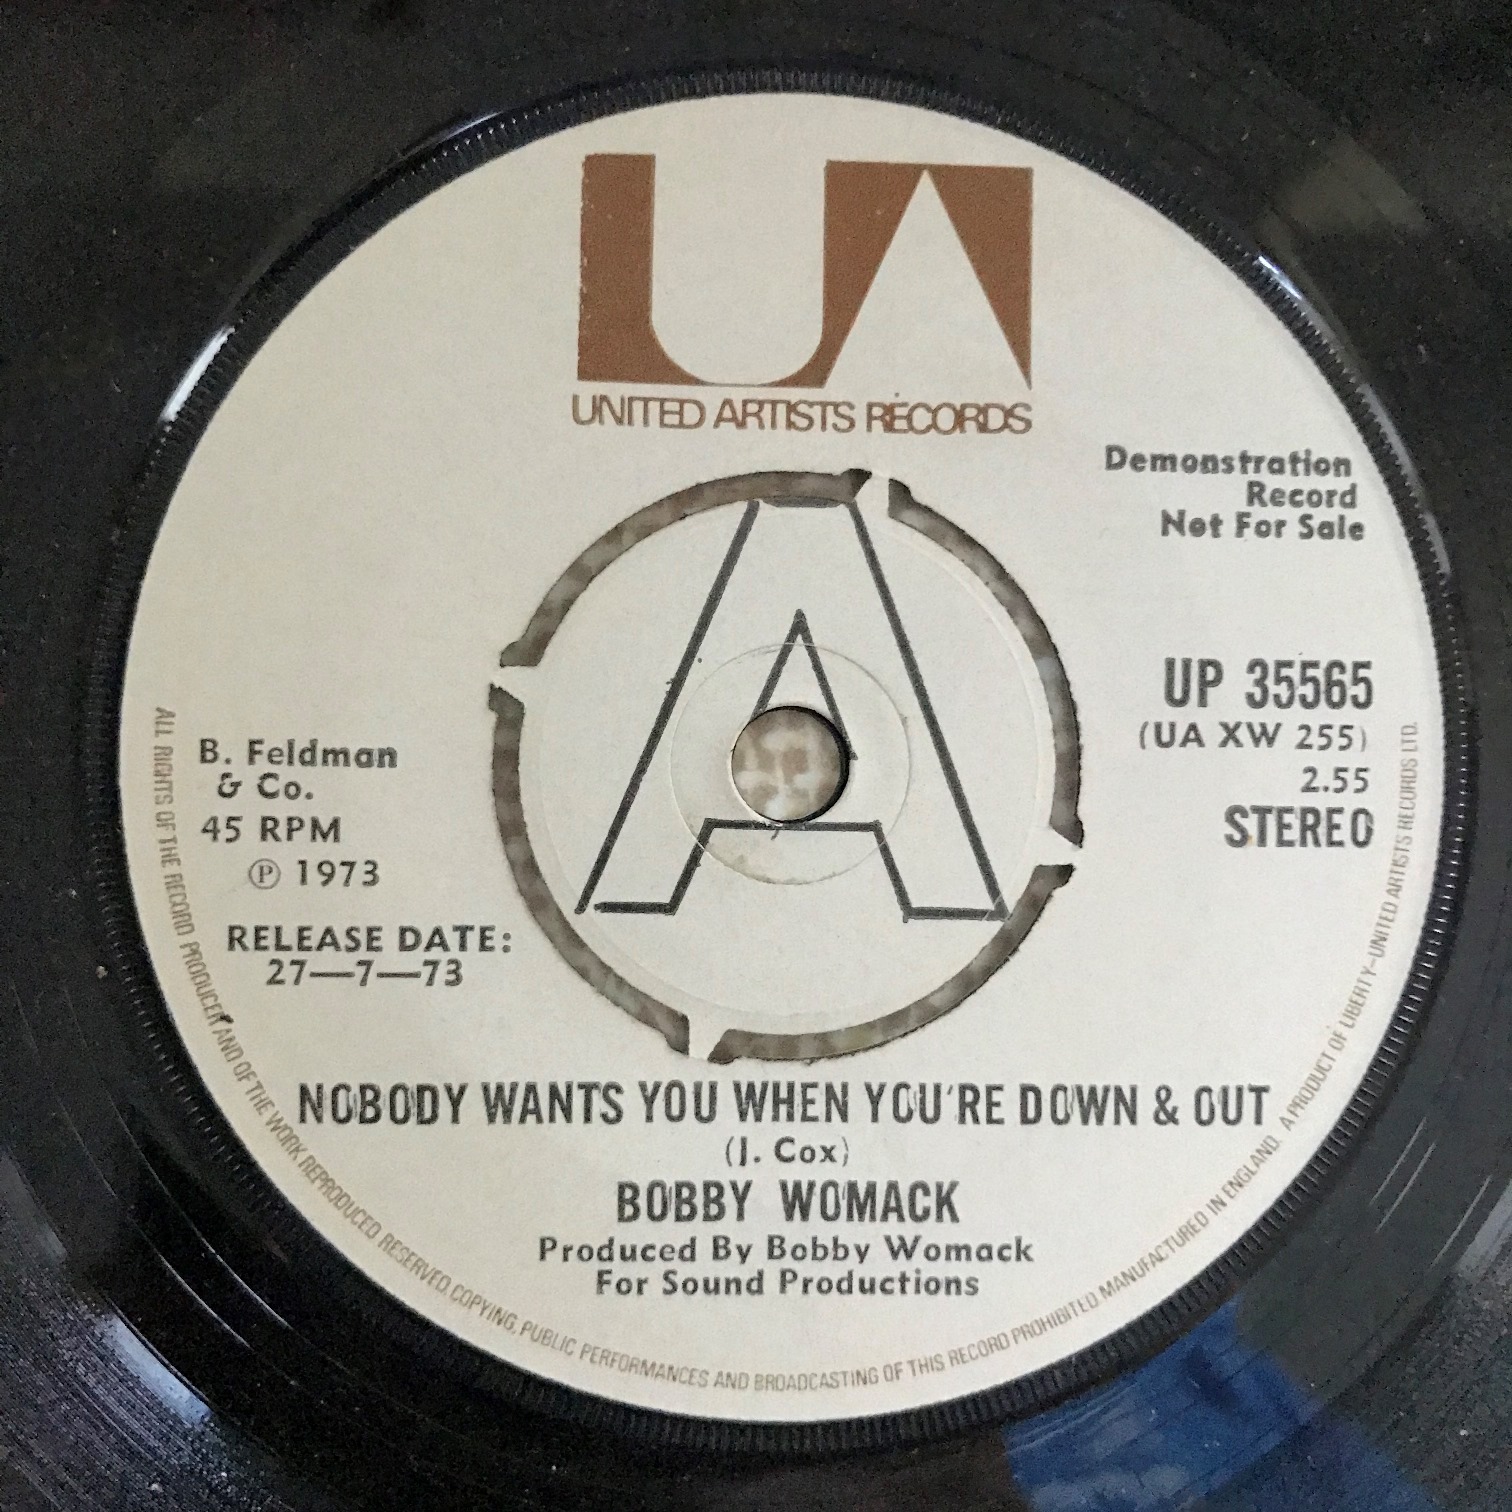 UA
UNITED ARTISTS RECORDS
Demonstration
Record
Not For Sale
A
UP 35565
(UA XW 255)
2.55
STEREO
B. Feldman
& Co.
45 RPM
℗ 1973
RELEASE DATE:
27—7—73
NOBODY WANTS YOU WHEN YOU'RE DOWN & OUT
(J. Cox)
BOBBY WOMACK
Produced By Bobby Womack
For Sound Productions
ALL RIGHTS OF THE RECORD PRODUCER AND OF THE WORK REPRODUCED RESERVED. COPYING, PUBLIC PERFORMANCES AND BROADCASTING OF THIS RECORD PROHIBITED. MANUFACTURED IN ENGLAND. A PRODUCT OF LIBERTY–UNITED ARTISTS RECORDS LTD.